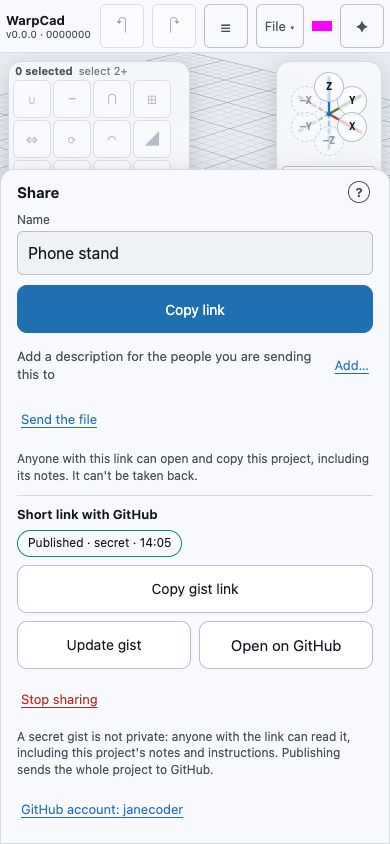 WarpCad
v0.0.0 · 0000000
File
0 selected select 2+
Z
−X
Y
−Y
X
−Z
Share
?
Name
Phone stand
Copy link
Add a description for the people you are sending
this to
Add...
Send the file
Anyone with this link can open and copy this project, including
its notes. It can't be taken back.
Short link with GitHub
Published · secret · 14:05
Copy gist link
Update gist
Open on GitHub
Stop sharing
A secret gist is not private: anyone with the link can read it,
including this project's notes and instructions. Publishing
sends the whole project to GitHub.
GitHub account: janecoder